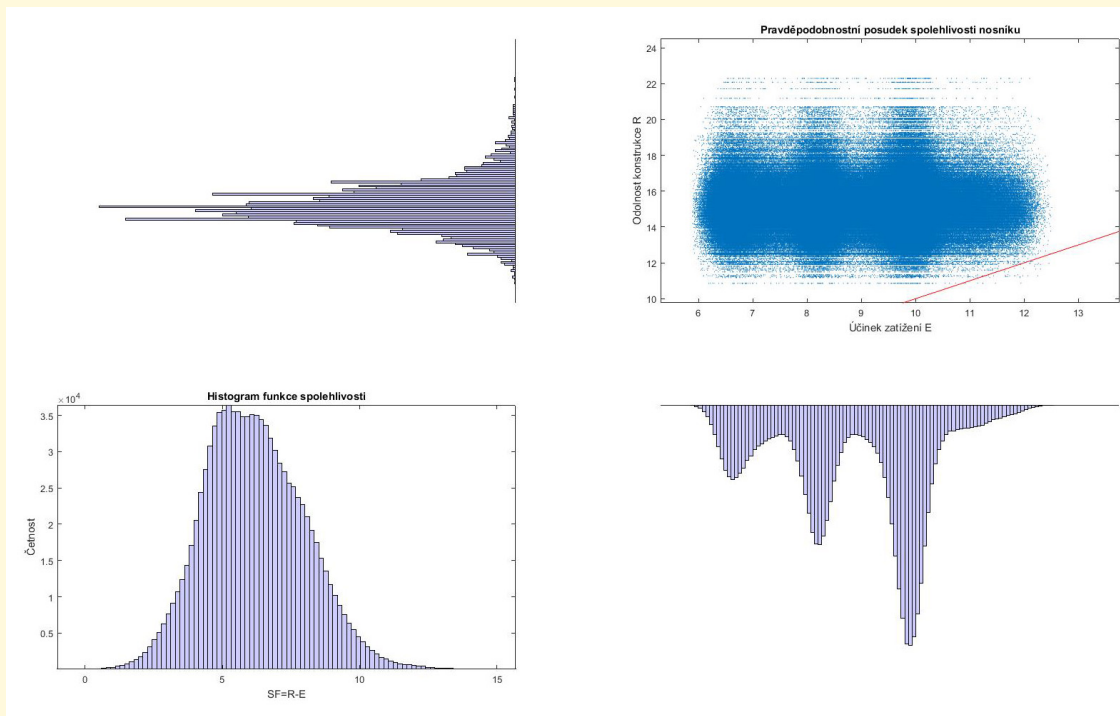 Pravděpodobnostní posudek spolehlivosti nosníku
24
22
20
18
16
14
12
10
Odolnost konstrukce R
6 7 8 9 10 11 12 13
Účinek zatížení E
Histogram funkce spolehlivosti
×10⁴
3.5
3
2.5
2
1.5
1
0.5
Četnost
0 5 10 15
SF=R-E